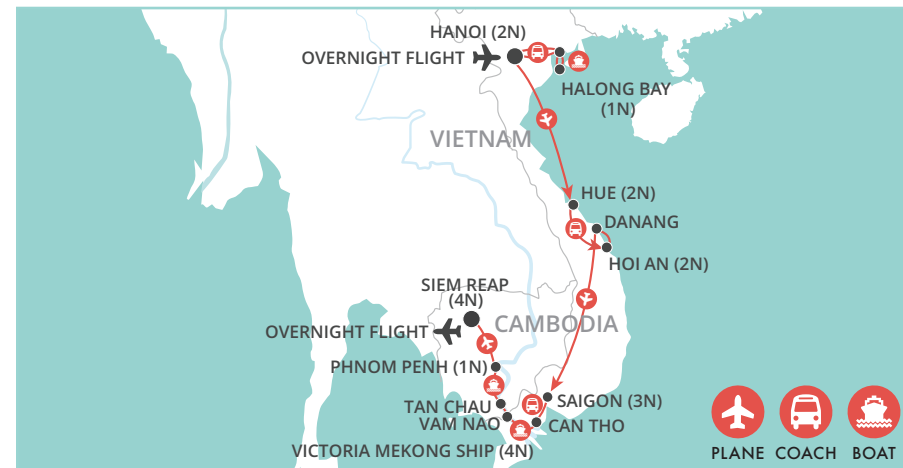 HANOI (2N)
OVERNIGHT FLIGHT
HALONG BAY
(1N)
VIETNAM
HUE (2N)
DANANG
HOI AN (2N)
SIEM REAP
(4N)
CAMBODIA
OVERNIGHT FLIGHT
PHNOM PENH (1N)
TAN CHAU
VAM NAO
SAIGON (3N)
CAN THO
VICTORIA MEKONG SHIP (4N)
PLANE COACH BOAT